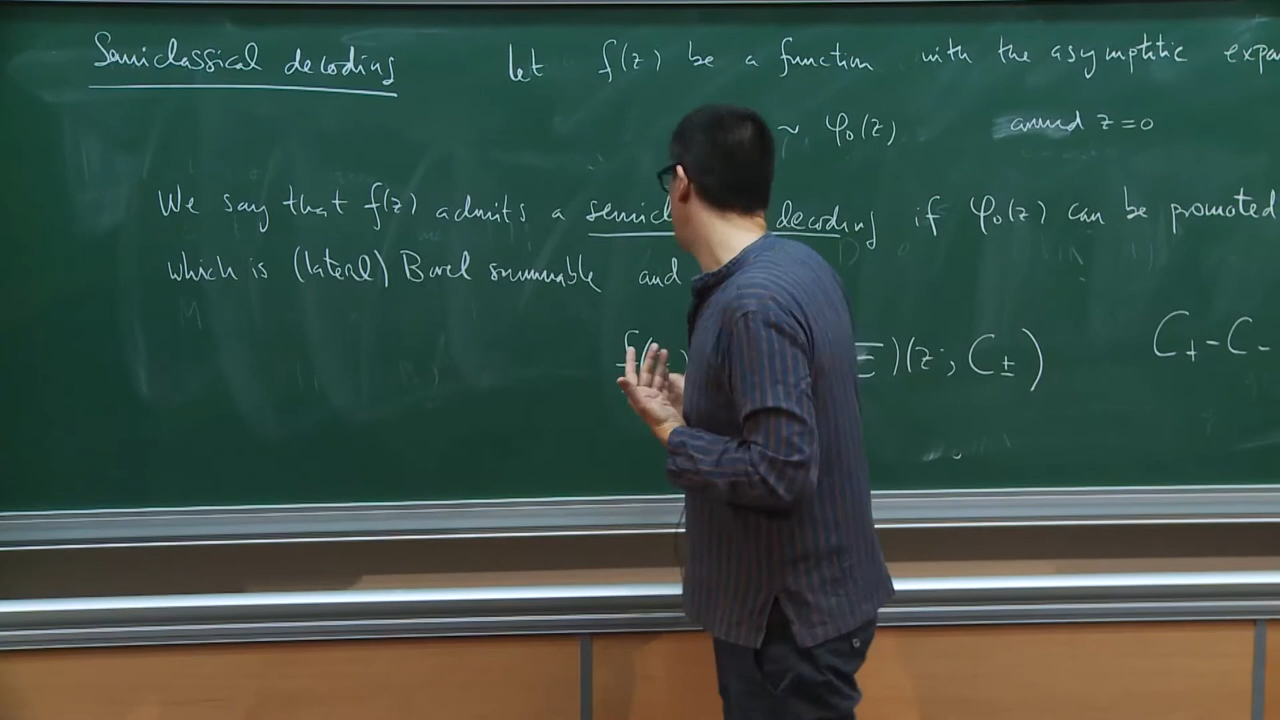 Semiclassical decoding let f(z) be a function with the asymptotic expa
~ φ₀(z) around z=0
We say that f(z) admits a semicl decoding if φ₀(z) can be promoted
which is (lateral) Borel summable and
f( Σ)(z; C±) C₊-C₋